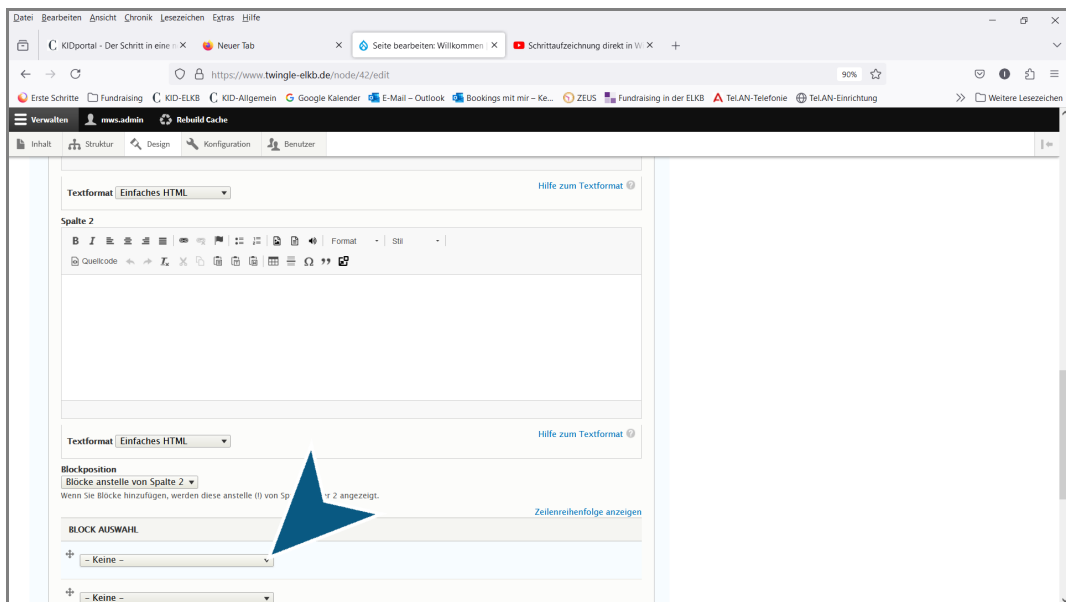 Datei Bearbeiten Ansicht Chronik Lesezeichen Extras Hilfe
KIDportal - Der Schritt in eine n Neuer Tab Seite bearbeiten: Willkommen Schrittaufzeichnung direkt in W
https://www.twingle-elkb.de/node/42/edit 90%
Erste Schritte Fundraising KID-ELKB KID-Allgemein Google Kalender E-Mail – Outlook Bookings mit mir – Ke... ZEUS Fundraising in der ELKB Tel.AN-Telefonie Tel.AN-Einrichtung Weitere Lesezeichen
Verwalten mws.admin Rebuild Cache
Inhalt Struktur Design Konfiguration Benutzer
Textformat Einfaches HTML Hilfe zum Textformat
Spalte 2
Format Stil
Quellcode
Textformat Einfaches HTML Hilfe zum Textformat
Blockposition
Blöcke anstelle von Spalte 2
Wenn Sie Blöcke hinzufügen, werden diese anstelle (!) von Sp er 2 angezeigt.
Zeilenreihenfolge anzeigen
BLOCK AUSWAHL
– Keine –
– Keine –